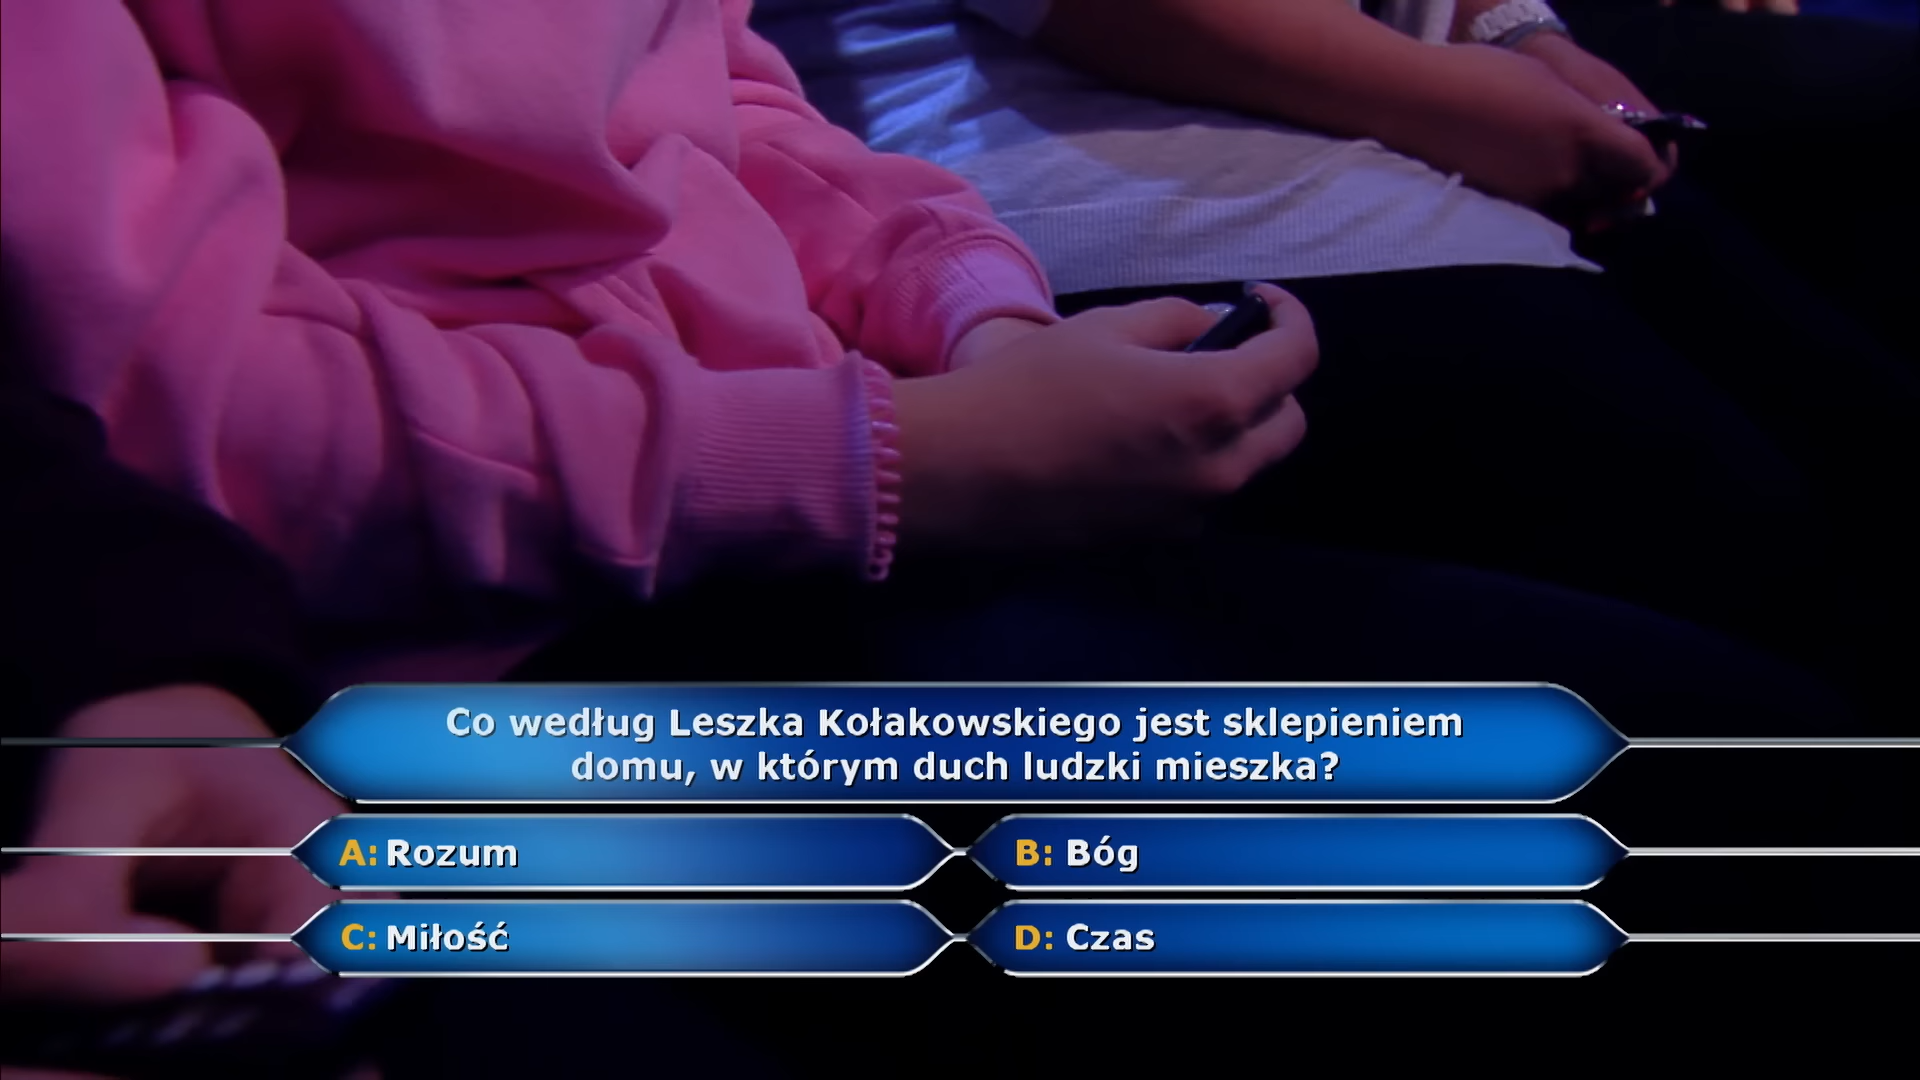 Co według Leszka Kołakowskiego jest sklepieniem
domu, w którym duch ludzki mieszka?
A: Rozum
B: Bóg
C: Miłość
D: Czas